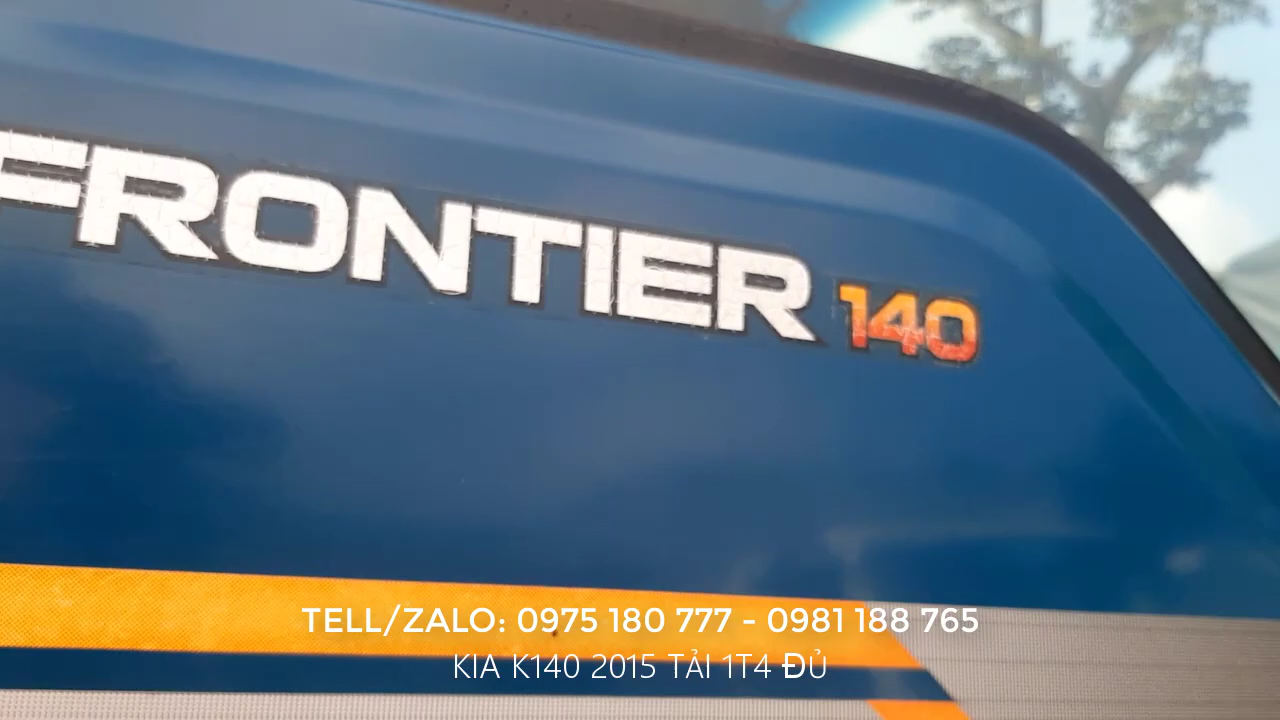 FRONTIER 140
TELL/ZALO: 0975 180 777 - 0981 188 765
KIA K140 2015 TẢI 1T4 ĐỦ